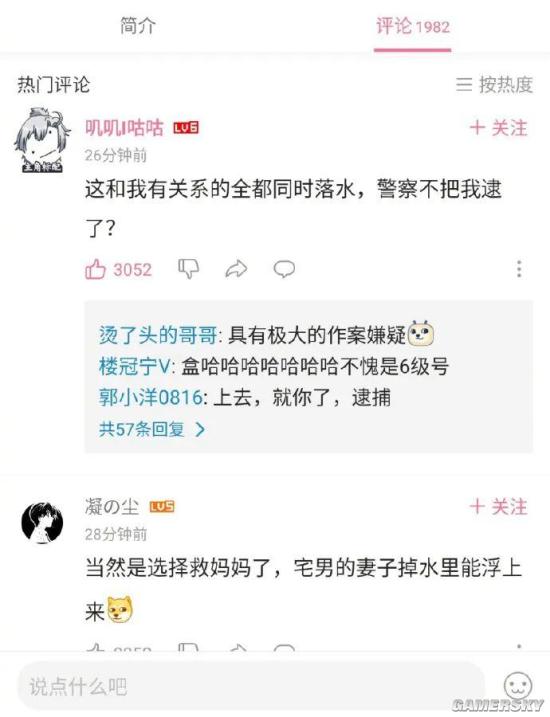 简介
评论 1982
热门评论
按热度
叽叽I咕咕 LV6
+ 关注
26分钟前
这和我有关系的全都同时落水，警察不把我逮
了？
3052
烫了头的哥哥: 具有极大的作案嫌疑
楼冠宁V: 盒哈哈哈哈哈哈哈不愧是6级号
郭小洋0816: 上去，就你了，逮捕
共57条回复 >
凝の尘 LV5
+ 关注
28分钟前
当然是选择救妈妈了，宅男的妻子掉水里能浮上
来
说点什么吧
GAMERSKY